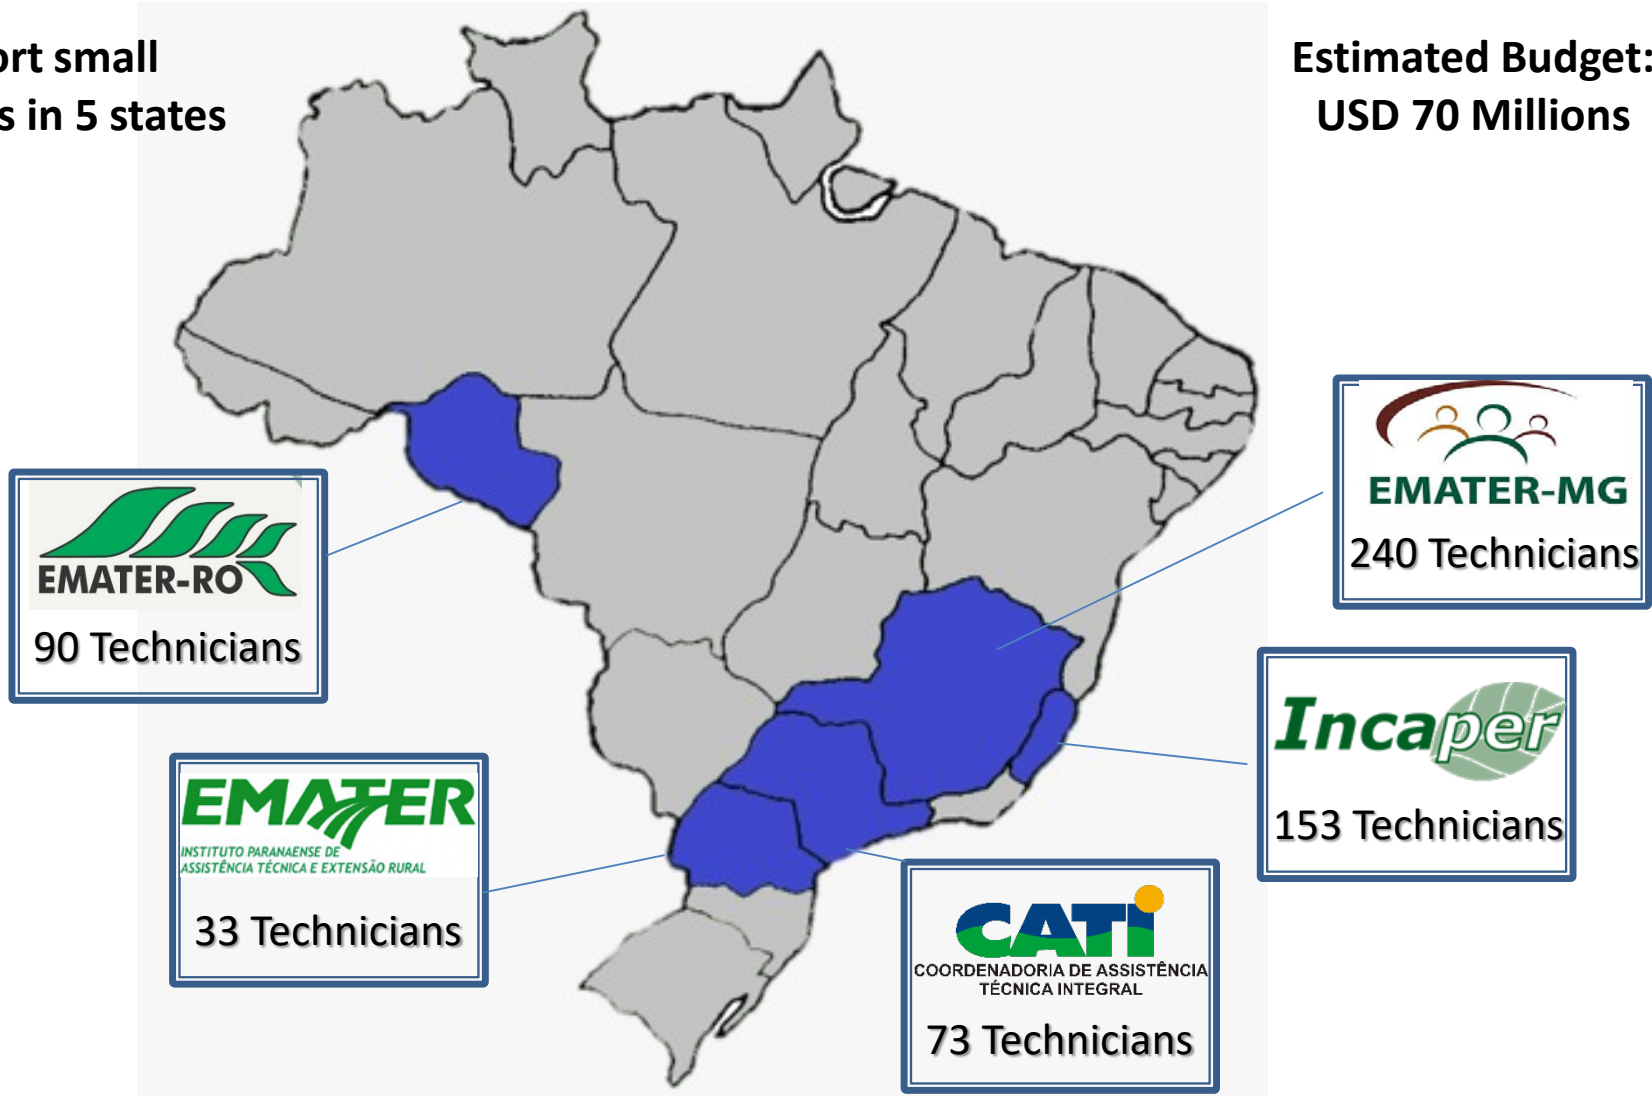 ort small
s in 5 states
Estimated Budget:
USD 70 Millions
EMATER-MG
240 Technicians
EMATER-RO
90 Technicians
Incaper
153 Technicians
EMATER
INSTITUTO PARANAENSE DE
ASSISTÊNCIA TÉCNICA E EXTENSÃO RURAL
33 Technicians
CATI
COORDENADORIA DE ASSISTÊNCIA
TÉCNICA INTEGRAL
73 Technicians